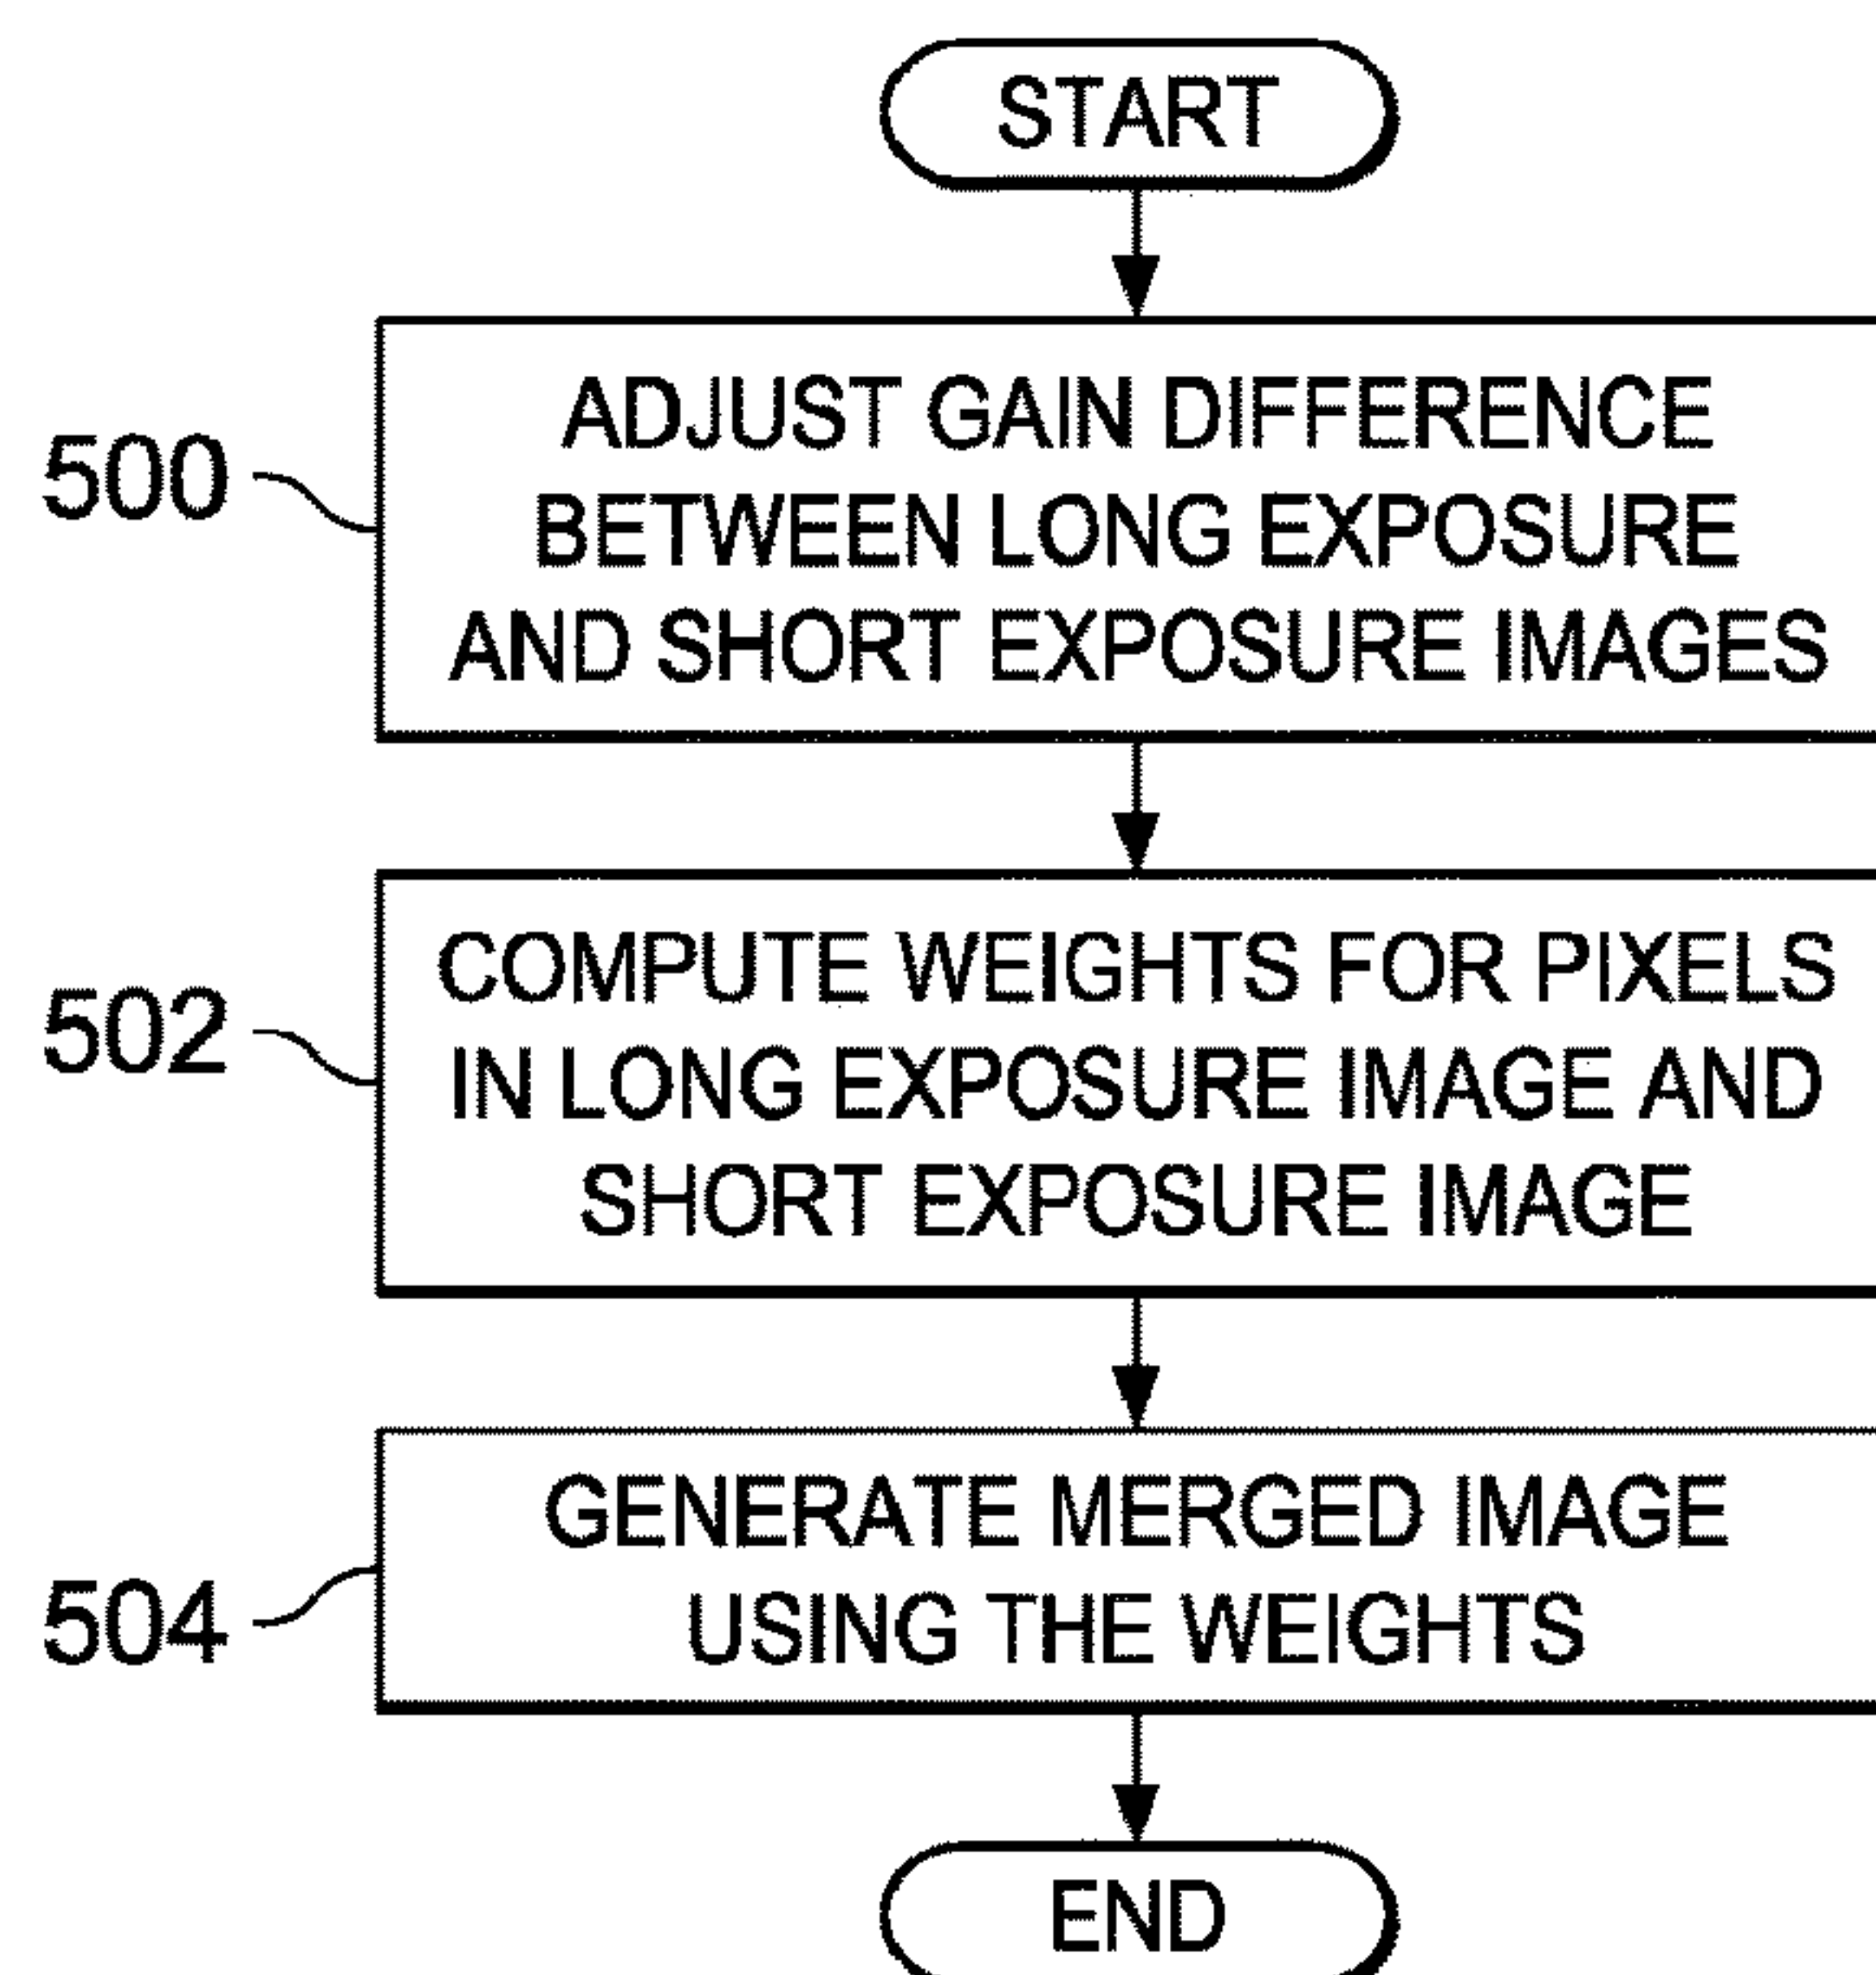 START
500
ADJUST GAIN DIFFERENCE
BETWEEN LONG EXPOSURE
AND SHORT EXPOSURE IMAGES
502
COMPUTE WEIGHTS FOR PIXELS
IN LONG EXPOSURE IMAGE AND
SHORT EXPOSURE IMAGE
504
GENERATE MERGED IMAGE
USING THE WEIGHTS
END